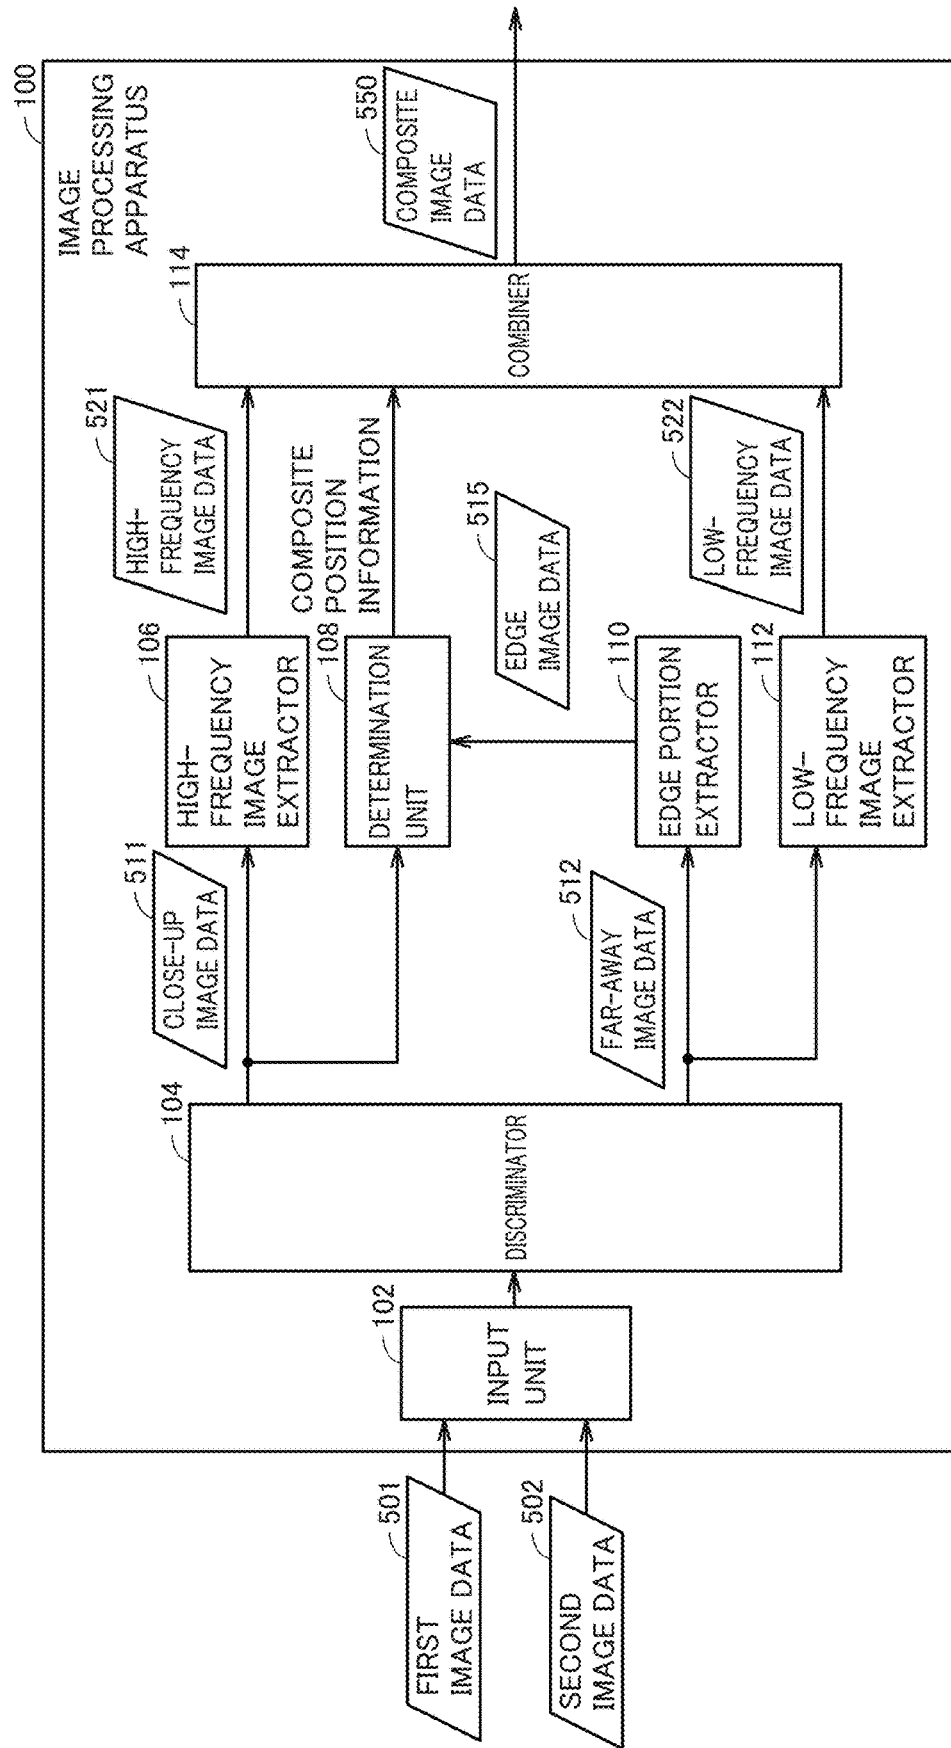 100
IMAGE
PROCESSING
APPARATUS
501
FIRST
IMAGE DATA
502
SECOND
IMAGE DATA
102
INPUT
UNIT
104
DISCRIMINATOR
511
CLOSE-UP
IMAGE DATA
512
FAR-AWAY
IMAGE DATA
106
HIGH-
FREQUENCY
IMAGE
EXTRACTOR
108
DETERMINATION
UNIT
110
EDGE PORTION
EXTRACTOR
112
LOW-
FREQUENCY
IMAGE
EXTRACTOR
521
HIGH-
FREQUENCY
IMAGE DATA
COMPOSITE
POSITION
INFORMATION
515
EDGE
IMAGE DATA
522
LOW-
FREQUENCY
IMAGE DATA
114
COMBINER
550
COMPOSITE
IMAGE
DATA